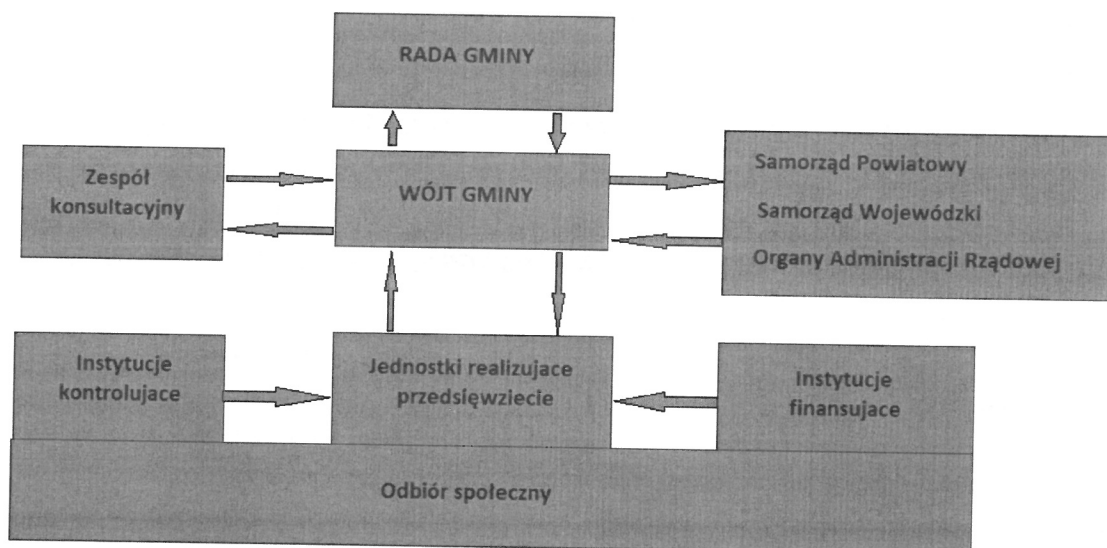 RADA GMINY
Zespół
konsultacyjny
WÓJT GMINY
Samorząd Powiatowy
Samorząd Wojewódzki
Organy Administracji Rządowej
Instytucje
kontrolujace
Jednostki realizujace
przedsięwziecie
Instytucje
finansujace
Odbiór społeczny